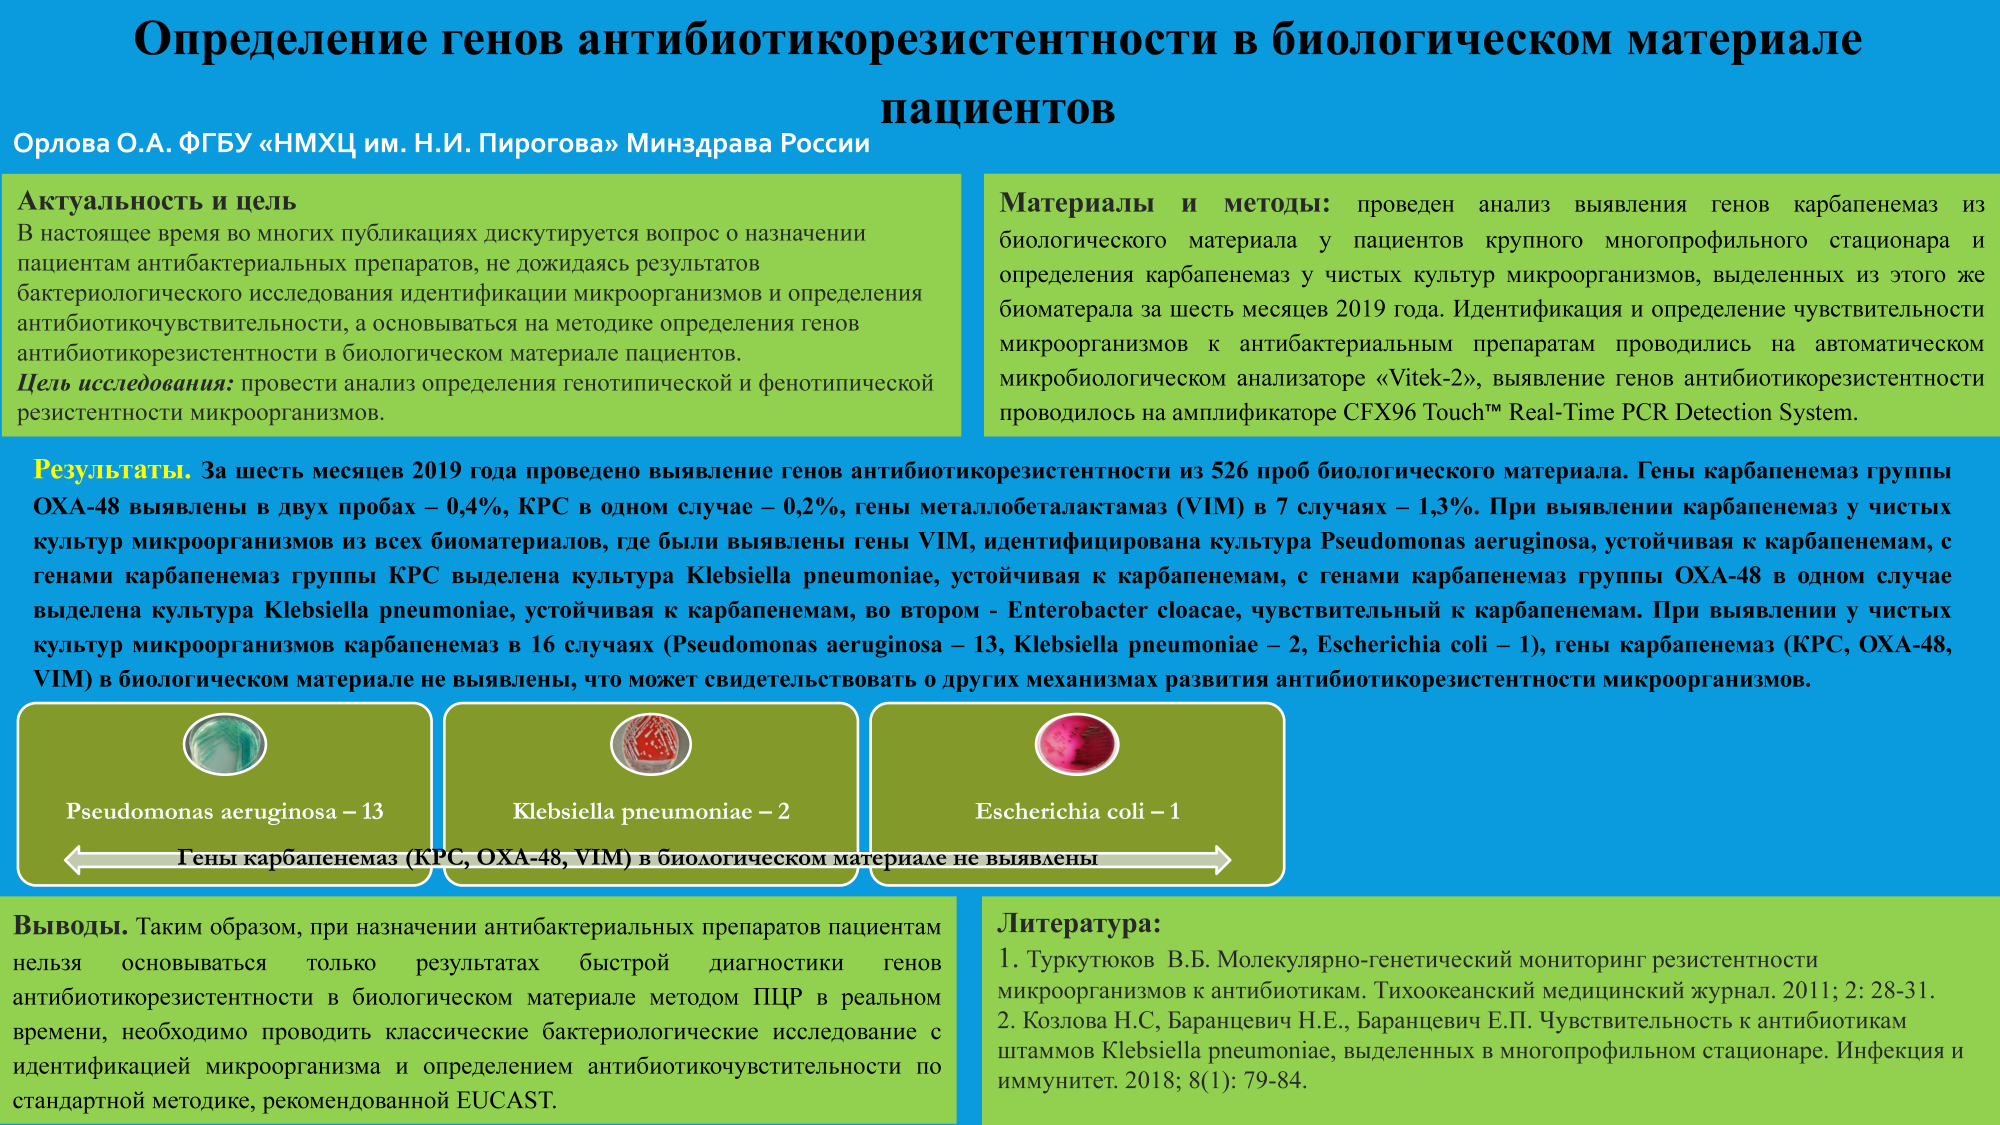 Определение генов антибиотикорезистентности в биологическом материале
пациентов
Орлова О.А. ФГБУ «НМХЦ им. Н.И. Пирогова» Минздрава России
Актуальность и цель
В настоящее время во многих публикациях дискутируется вопрос о назначении
пациентам антибактериальных препаратов, не дожидаясь результатов
бактериологического исследования идентификации микроорганизмов и определения
антибиотикочувствительности, а основываться на методике определения генов
антибиотикорезистентности в биологическом материале пациентов.
Цель исследования: провести анализ определения генотипической и фенотипической
резистентности микроорганизмов.
Материалы и методы: проведен анализ выявления генов карбапенемаз из
биологического материала у пациентов крупного многопрофильного стационара и
определения карбапенемаз у чистых культур микроорганизмов, выделенных из этого же
биоматерала за шесть месяцев 2019 года. Идентификация и определение чувствительности
микроорганизмов к антибактериальным препаратам проводились на автоматическом
микробиологическом анализаторе «Vitek-2», выявление генов антибиотикорезистентности
проводилось на амплификаторе CFX96 Touch™ Real-Time PCR Detection System.
Результаты. За шесть месяцев 2019 года проведено выявление генов антибиотикорезистентности из 526 проб биологического материала. Гены карбапенемаз группы
ОХА-48 выявлены в двух пробах – 0,4%, КРС в одном случае – 0,2%, гены металлобеталактамаз (VIM) в 7 случаях – 1,3%. При выявлении карбапенемаз у чистых
культур микроорганизмов из всех биоматериалов, где были выявлены гены VIM, идентифицирована культура Pseudomonas aeruginosa, устойчивая к карбапенемам, с
генами карбапенемаз группы КРС выделена культура Klebsiella pneumoniae, устойчивая к карбапенемам, с генами карбапенемаз группы ОХА-48 в одном случае
выделена культура Klebsiella pneumoniae, устойчивая к карбапенемам, во втором - Enterobacter cloacae, чувствительный к карбапенемам. При выявлении у чистых
культур микроорганизмов карбапенемаз в 16 случаях (Pseudomonas aeruginosa – 13, Klebsiella pneumoniae – 2, Escherichia coli – 1), гены карбапенемаз (КРС, ОХА-48,
VIM) в биологическом материале не выявлены, что может свидетельствовать о других механизмах развития антибиотикорезистентности микроорганизмов.
Pseudomonas aeruginosa – 13
Klebsiella pneumoniae – 2
Escherichia coli – 1
Гены карбапенемаз (КРС, ОХА-48, VIM) в биологическом материале не выявлены
Выводы. Таким образом, при назначении антибактериальных препаратов пациентам
нельзя основываться только результатах быстрой диагностики генов
антибиотикорезистентности в биологическом материале методом ПЦР в реальном
времени, необходимо проводить классические бактериологические исследование с
идентификацией микроорганизма и определением антибиотикочувстительности по
стандартной методике, рекомендованной EUCAST.
Литература:
1. Туркутюков В.Б. Молекулярно-генетический мониторинг резистентности
микроорганизмов к антибиотикам. Тихоокеанский медицинский журнал. 2011; 2: 28-31.
2. Козлова Н.С, Баранцевич Н.Е., Баранцевич Е.П. Чувствительность к антибиотикам
штаммов Klebsiella pneumoniae, выделенных в многопрофильном стационаре. Инфекция и
иммунитет. 2018; 8(1): 79-84.